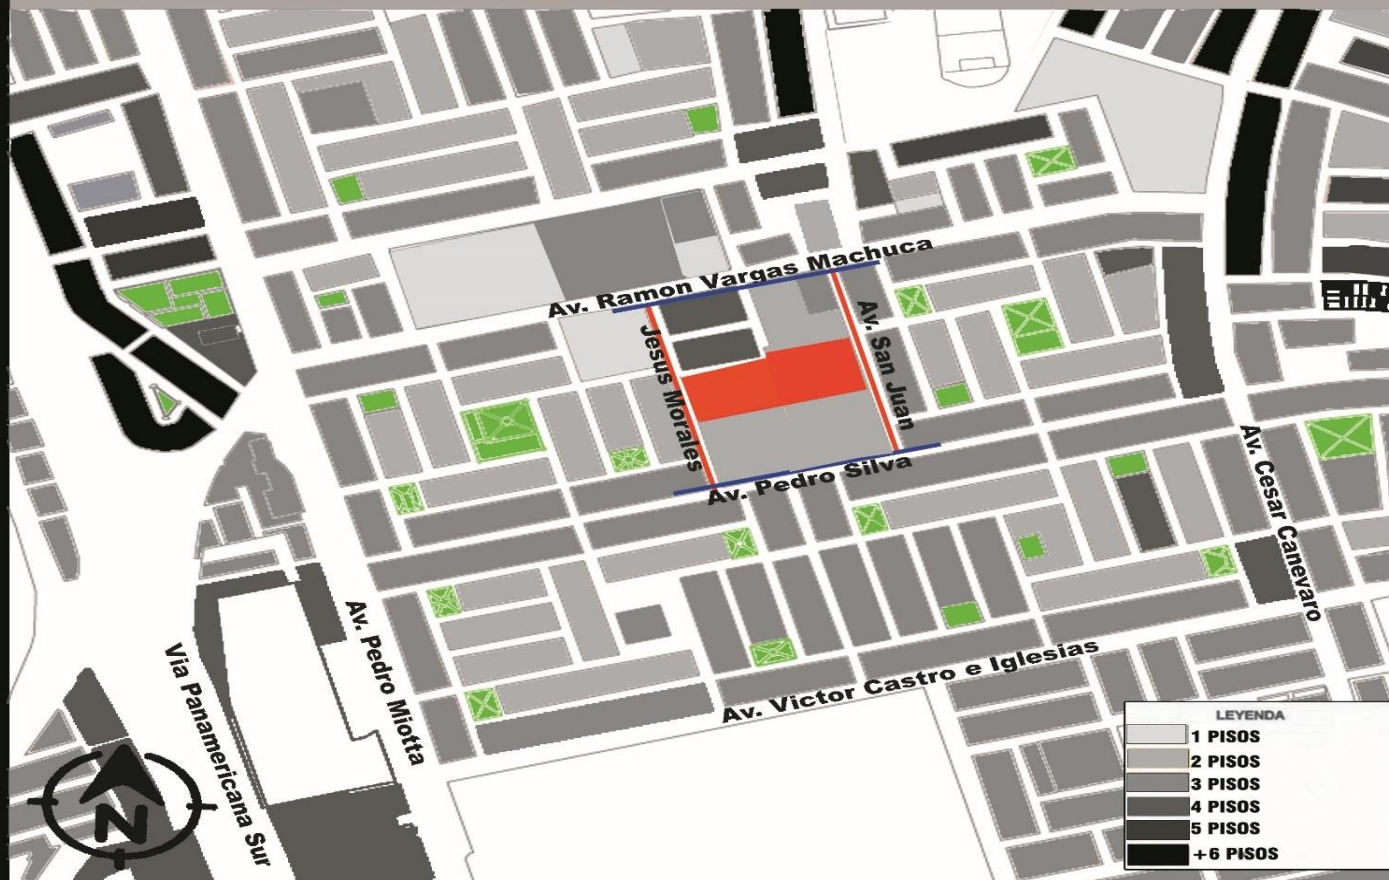 Av. Ramon Vargas Machuca
Jesus Morales
Av. San Juan
Av. Pedro Silva
Av. Cesar Canevaro
Av. Pedro Miotta
Via Panamericana Sur
Av. Victor Castro e Iglesias
N
LEYENDA
1 PISOS
2 PISOS
3 PISOS
4 PISOS
5 PISOS
+6 PISOS